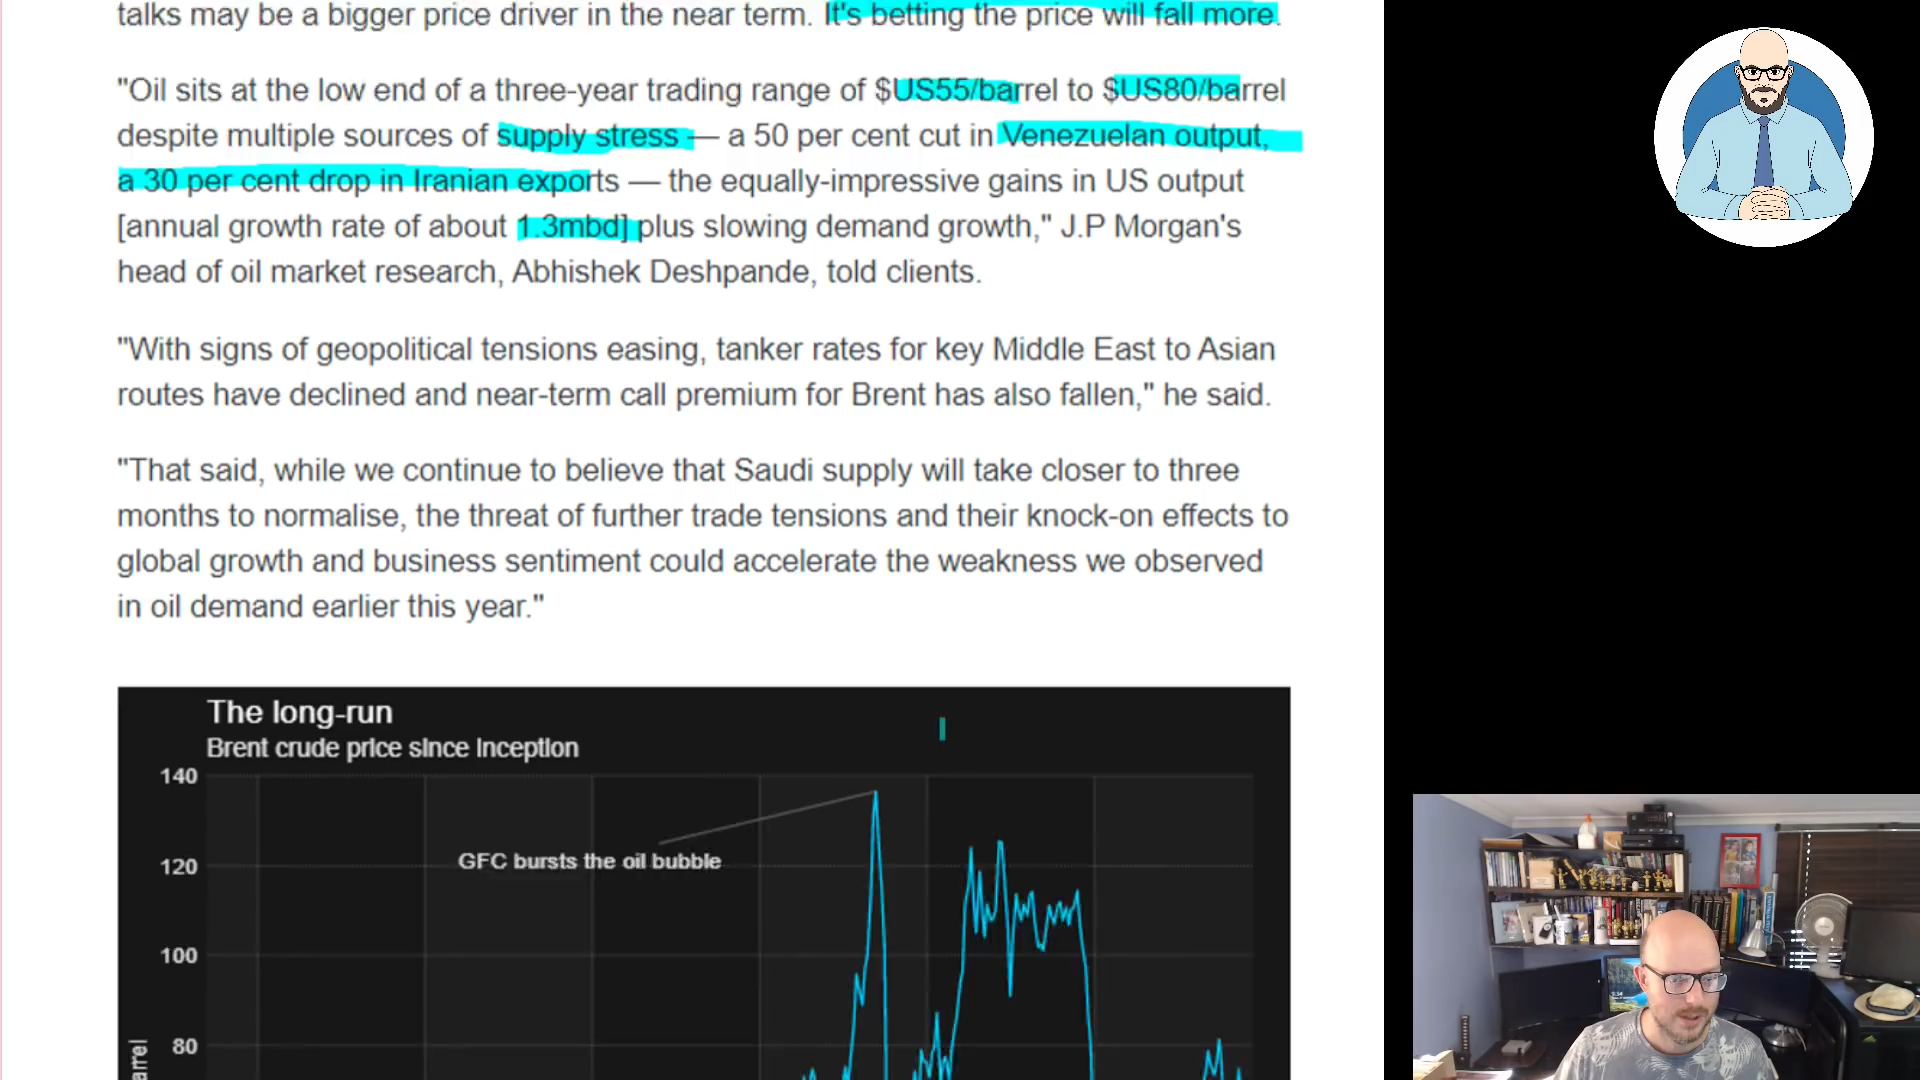 talks may be a bigger price driver in the near term. It's betting the price will fall more.
"Oil sits at the low end of a three-year trading range of $US55/barrel to $US80/barrel
despite multiple sources of supply stress — a 50 per cent cut in Venezuelan output,
a 30 per cent drop in Iranian exports — the equally-impressive gains in US output
[annual growth rate of about 1.3mbd] plus slowing demand growth," J.P Morgan's
head of oil market research, Abhishek Deshpande, told clients.
"With signs of geopolitical tensions easing, tanker rates for key Middle East to Asian
routes have declined and near-term call premium for Brent has also fallen," he said.
"That said, while we continue to believe that Saudi supply will take closer to three
months to normalise, the threat of further trade tensions and their knock-on effects to
global growth and business sentiment could accelerate the weakness we observed
in oil demand earlier this year."
The long-run
Brent crude price since inception
140
GFC bursts the oil bubble
120
100
80